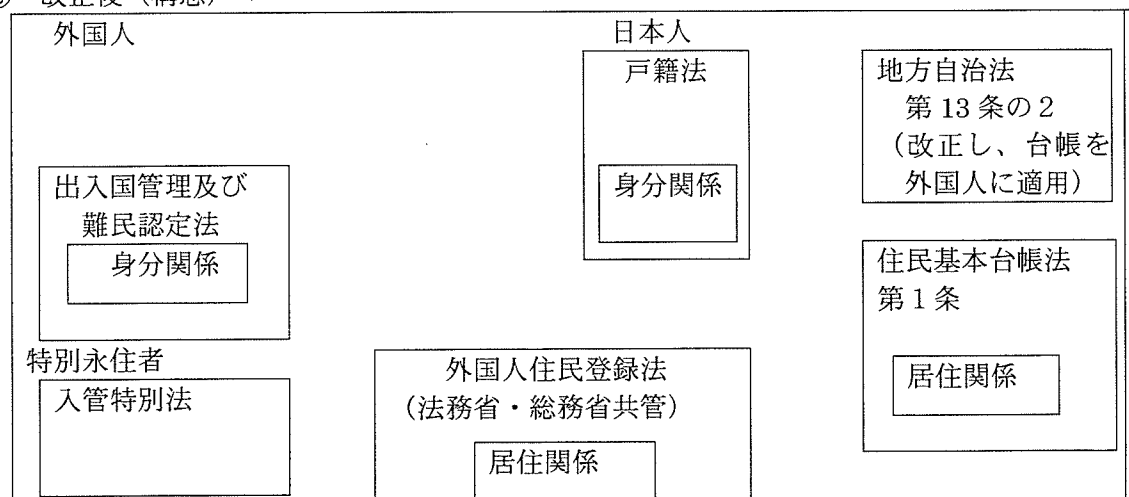 改正後（構想）
外国人
日本人
戸籍法
身分関係
地方自治法
第13条の2
（改正し、台帳を
外国人に適用）
出入国管理及び
難民認定法
身分関係
住民基本台帳法
第1条
居住関係
特別永住者
入管特別法
外国人住民登録法
（法務省・総務省共管）
居住関係